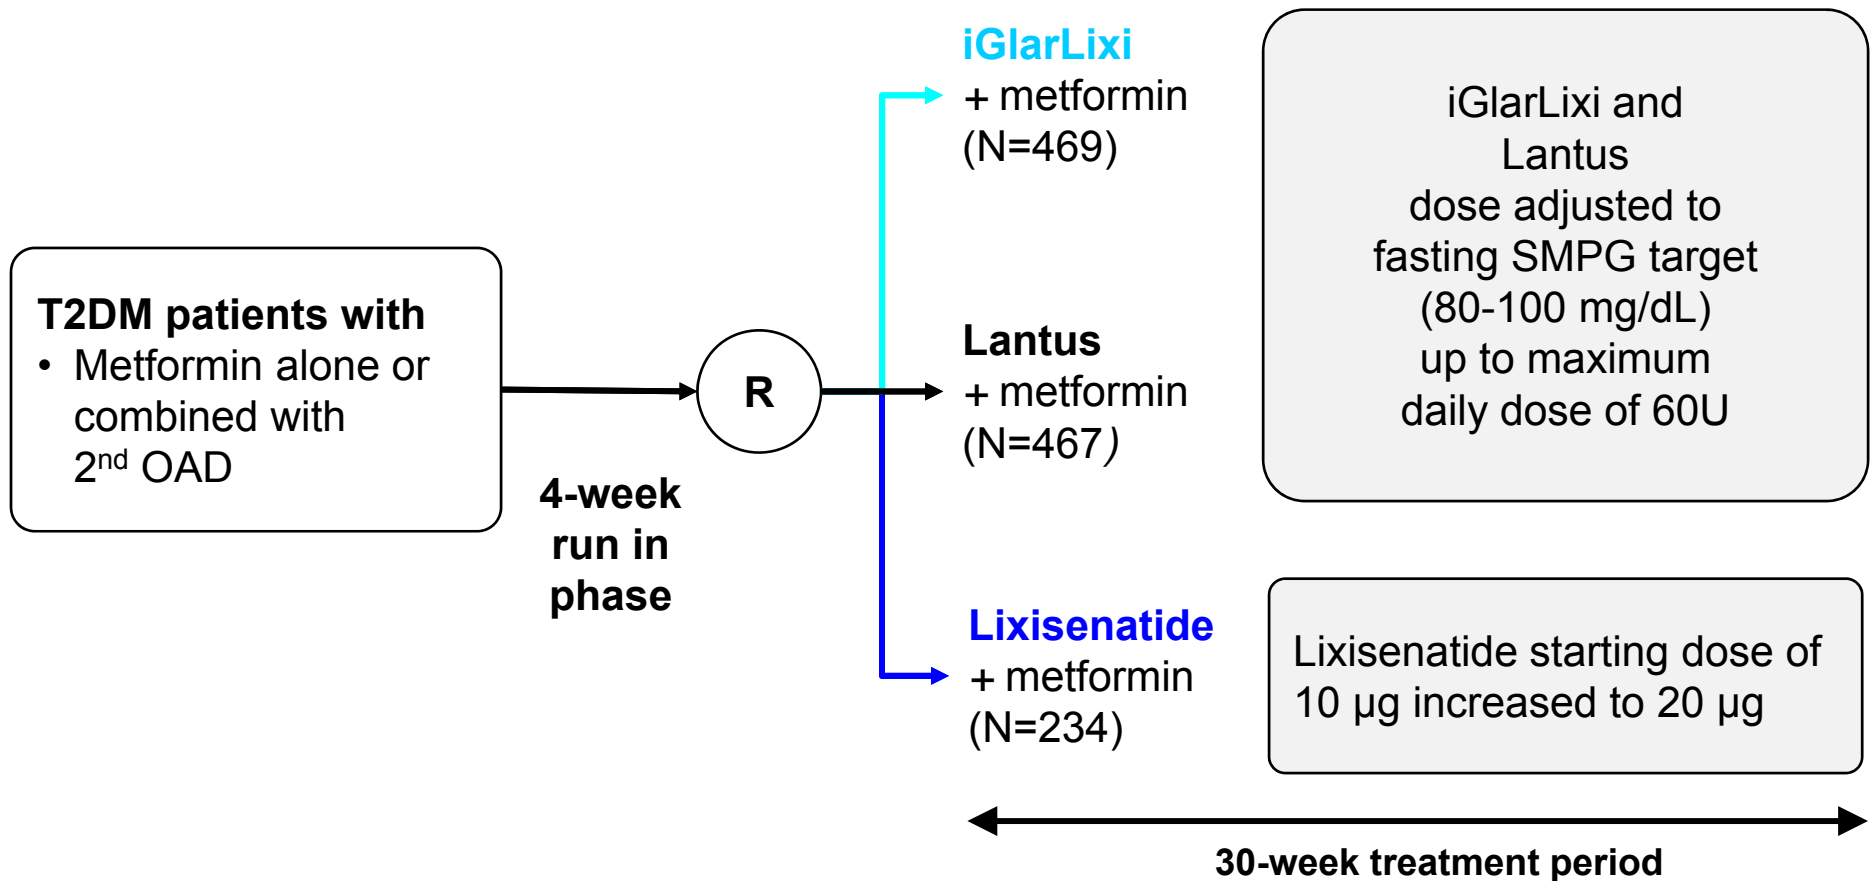 T2DM patients with
• Metformin alone or
combined with
2nd OAD
4-week
run in
phase
R
iGlarLixi
+ metformin
(N=469)
Lantus
+ metformin
(N=467)
Lixisenatide
+ metformin
(N=234)
iGlarLixi and
Lantus
dose adjusted to
fasting SMPG target
(80-100 mg/dL)
up to maximum
daily dose of 60U
Lixisenatide starting dose of
10 µg increased to 20 µg
30-week treatment period